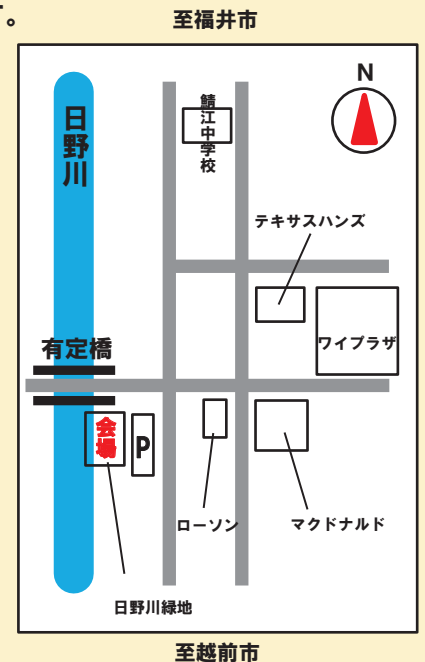 。
至福井市
N
日野川
鯖江中学校
テキサスハンズ
ワイプラザ
有定橋
会場
P
ローソン
マクドナルド
日野川緑地
至越前市